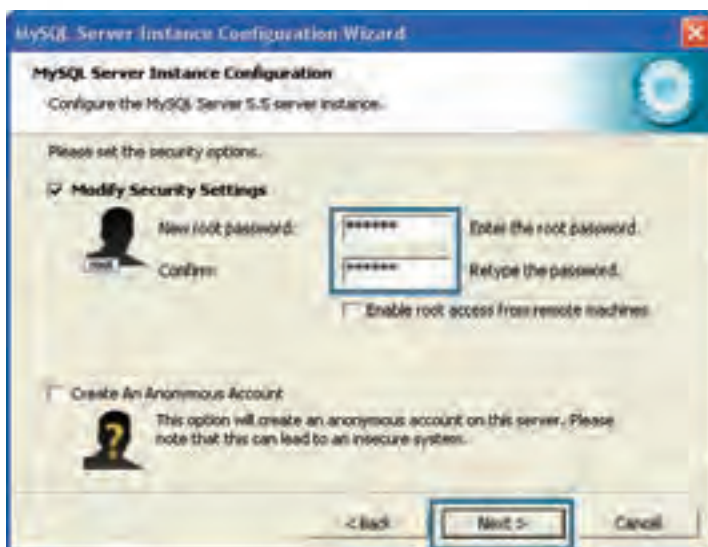 MySQL Server Instance Configuration Wizard
MySQL Server Instance Configuration
Configure the MySQL Server 5.5 server instance.
Please set the security options.
Modify Security Settings
New root password: ****** Enter the root password.
root
Confirm: ****** Retype the password.
Enable root access from remote machines
Create An Anonymous Account
This option will create an anonymous account on this server. Please
note that this can lead to an insecure system.
< Back Next > Cancel